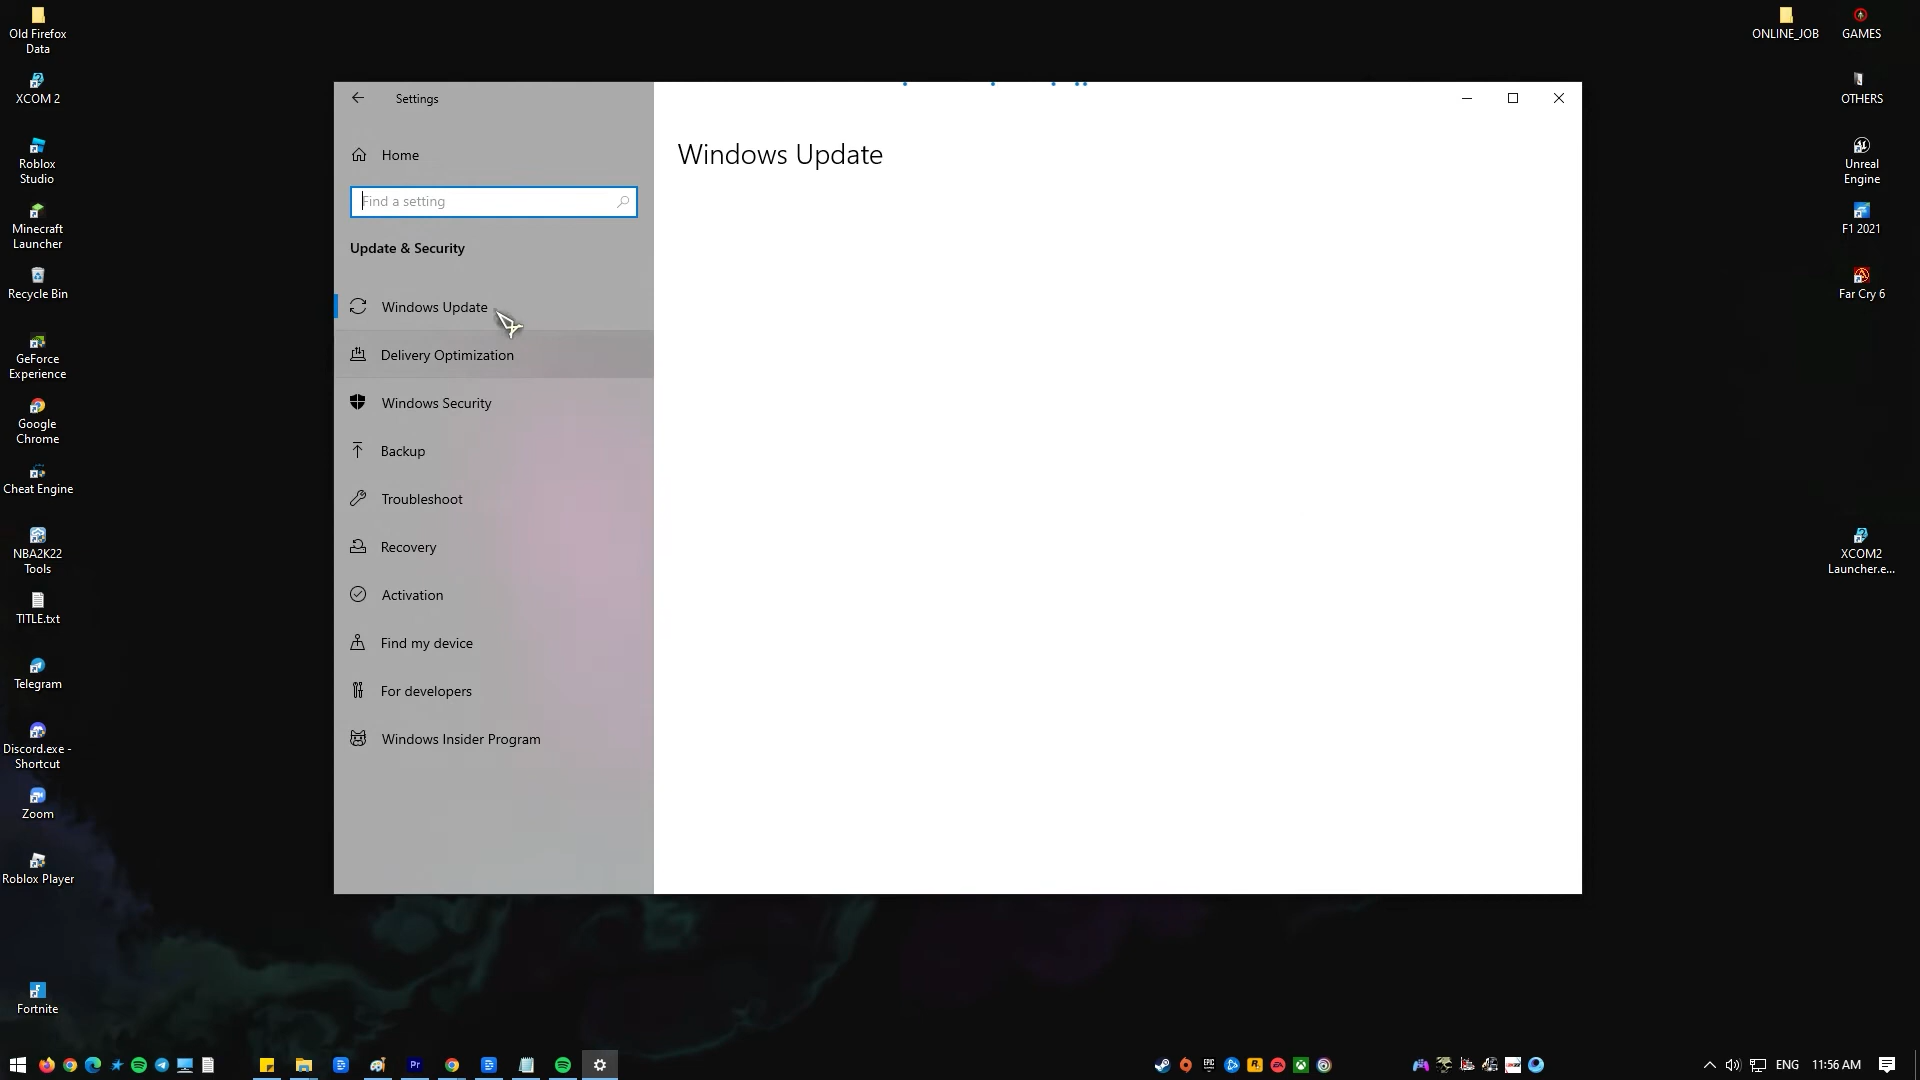 Old Firefox
Data
XCOM 2
Roblox
Studio
Minecraft
Launcher
Recycle Bin
GeForce
Experience
Google
Chrome
Cheat Engine
NBA2K22
Tools
TITLE.txt
Telegram
Discord.exe -
Shortcut
Zoom
Roblox Player
Fortnite
Settings
Home
Find a setting
Update & Security
Windows Update
Delivery Optimization
Windows Security
Backup
Troubleshoot
Recovery
Activation
Find my device
For developers
Windows Insider Program
Windows Update
ONLINE_JOB
GAMES
OTHERS
Unreal
Engine
F1 2021
Far Cry 6
XCOM2
Launcher.e...
Pr
EPIC
R
EA
ENG
11:56 AM